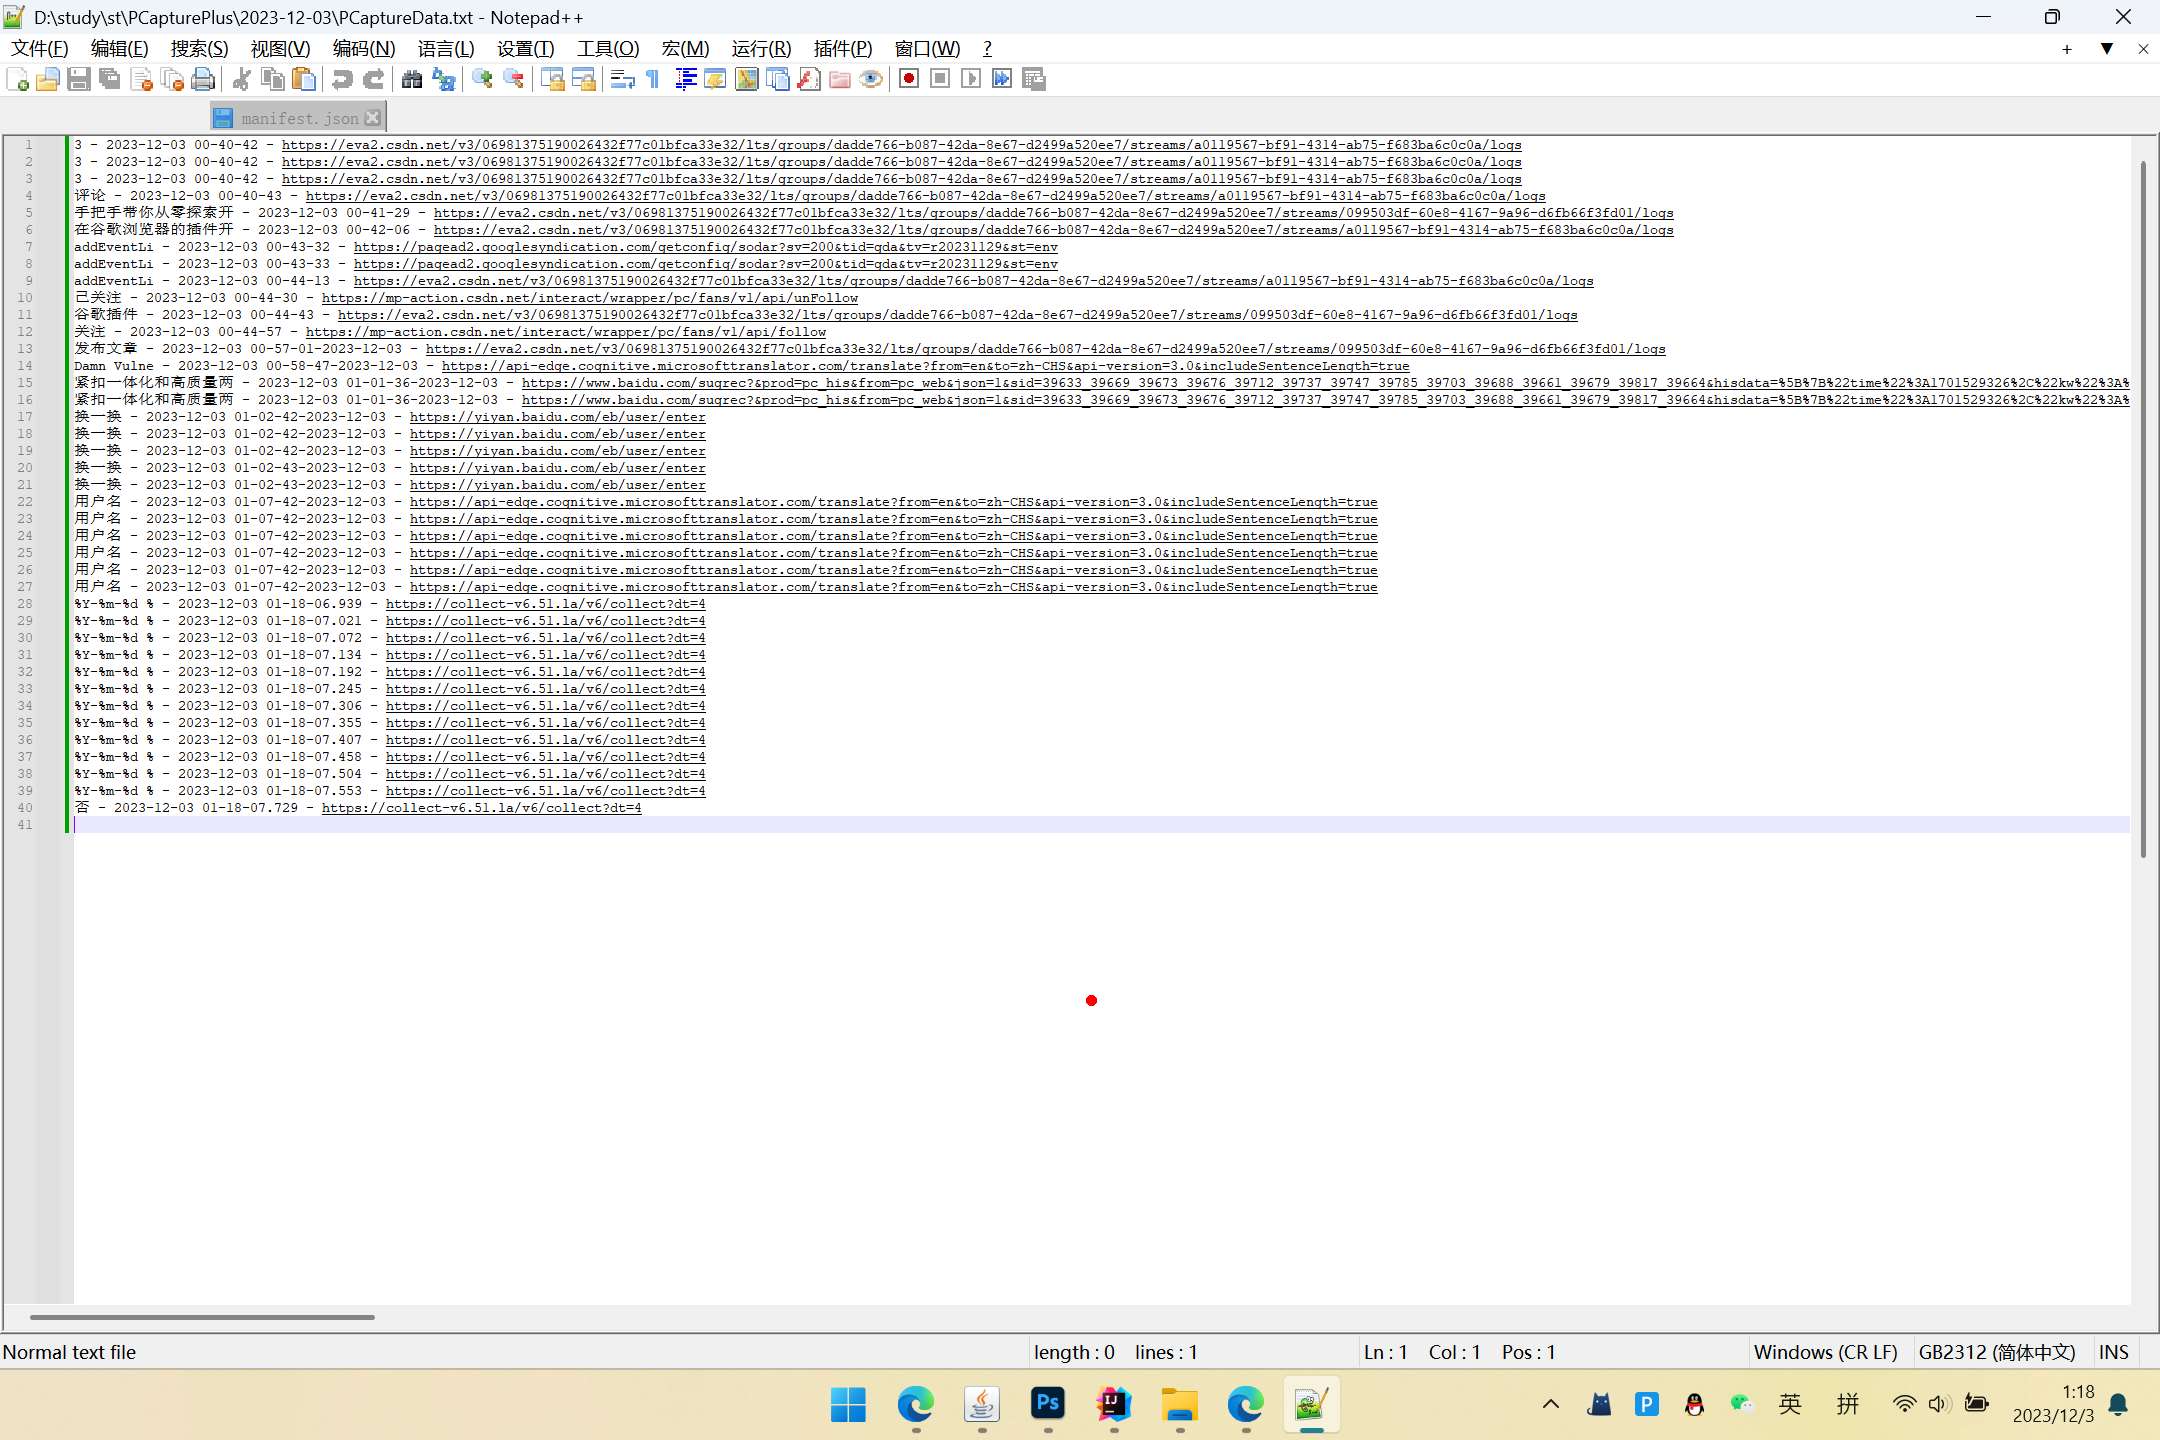 D:\study\st\PCapturePlus\2023-12-03\PCaptureData.txt - Notepad++
文件(F) 编辑(E) 搜索(S) 视图(V) 编码(N) 语言(L) 设置(T) 工具(O) 宏(M) 运行(R) 插件(P) 窗口(W) ?
manifest.json
1 3 - 2023-12-03 00-40-42 - https://eva2.csdn.net/v3/06981375190026432f77c01bfca33e32/lts/groups/dadde766-b087-42da-8e67-d2499a520ee7/streams/a0119567-bf91-4314-ab75-f683ba6c0c0a/logs
2 3 - 2023-12-03 00-40-42 - https://eva2.csdn.net/v3/06981375190026432f77c01bfca33e32/lts/groups/dadde766-b087-42da-8e67-d2499a520ee7/streams/a0119567-bf91-4314-ab75-f683ba6c0c0a/logs
3 3 - 2023-12-03 00-40-42 - https://eva2.csdn.net/v3/06981375190026432f77c01bfca33e32/lts/groups/dadde766-b087-42da-8e67-d2499a520ee7/streams/a0119567-bf91-4314-ab75-f683ba6c0c0a/logs
4 评论 - 2023-12-03 00-40-43 - https://eva2.csdn.net/v3/06981375190026432f77c01bfca33e32/lts/groups/dadde766-b087-42da-8e67-d2499a520ee7/streams/a0119567-bf91-4314-ab75-f683ba6c0c0a/logs
5 手把手带你从零探索开 - 2023-12-03 00-41-29 - https://eva2.csdn.net/v3/06981375190026432f77c01bfca33e32/lts/groups/dadde766-b087-42da-8e67-d2499a520ee7/streams/099503df-60e8-4167-9a96-d6fb66f3fd01/logs
6 在谷歌浏览器的插件开 - 2023-12-03 00-42-06 - https://eva2.csdn.net/v3/06981375190026432f77c01bfca33e32/lts/groups/dadde766-b087-42da-8e67-d2499a520ee7/streams/a0119567-bf91-4314-ab75-f683ba6c0c0a/logs
7 addEventLi - 2023-12-03 00-43-32 - https://pagead2.googlesyndication.com/getconfig/sodar?sv=200&tid=gda&tv=r20231129&st=env
8 addEventLi - 2023-12-03 00-43-33 - https://pagead2.googlesyndication.com/getconfig/sodar?sv=200&tid=gda&tv=r20231129&st=env
9 addEventLi - 2023-12-03 00-44-13 - https://eva2.csdn.net/v3/06981375190026432f77c01bfca33e32/lts/groups/dadde766-b087-42da-8e67-d2499a520ee7/streams/a0119567-bf91-4314-ab75-f683ba6c0c0a/logs
10 已关注 - 2023-12-03 00-44-30 - https://mp-action.csdn.net/interact/wrapper/pc/fans/v1/api/unFollow
11 谷歌插件 - 2023-12-03 00-44-43 - https://eva2.csdn.net/v3/06981375190026432f77c01bfca33e32/lts/groups/dadde766-b087-42da-8e67-d2499a520ee7/streams/099503df-60e8-4167-9a96-d6fb66f3fd01/logs
12 关注 - 2023-12-03 00-44-57 - https://mp-action.csdn.net/interact/wrapper/pc/fans/v1/api/follow
13 发布文章 - 2023-12-03 00-57-01-2023-12-03 - https://eva2.csdn.net/v3/06981375190026432f77c01bfca33e32/lts/groups/dadde766-b087-42da-8e67-d2499a520ee7/streams/099503df-60e8-4167-9a96-d6fb66f3fd01/logs
14 Damn Vulne - 2023-12-03 00-58-47-2023-12-03 - https://api-edge.cognitive.microsofttranslator.com/translate?from=en&to=zh-CHS&api-version=3.0&includeSentenceLength=true
15 紧扣一体化和高质量两 - 2023-12-03 01-01-36-2023-12-03 - https://www.baidu.com/sugrec?&prod=pc_his&from=pc_web&json=1&sid=39633_39669_39673_39676_39712_39737_39747_39785_39703_39688_39661_39679_39817_39664&hisdata=%5B%7B%22time%22%3A1701529326%2C%22kw%22%3A%
16 紧扣一体化和高质量两 - 2023-12-03 01-01-36-2023-12-03 - https://www.baidu.com/sugrec?&prod=pc_his&from=pc_web&json=1&sid=39633_39669_39673_39676_39712_39737_39747_39785_39703_39688_39661_39679_39817_39664&hisdata=%5B%7B%22time%22%3A1701529326%2C%22kw%22%3A%
17 换一换 - 2023-12-03 01-02-42-2023-12-03 - https://yiyan.baidu.com/eb/user/enter
18 换一换 - 2023-12-03 01-02-42-2023-12-03 - https://yiyan.baidu.com/eb/user/enter
19 换一换 - 2023-12-03 01-02-42-2023-12-03 - https://yiyan.baidu.com/eb/user/enter
20 换一换 - 2023-12-03 01-02-43-2023-12-03 - https://yiyan.baidu.com/eb/user/enter
21 换一换 - 2023-12-03 01-02-43-2023-12-03 - https://yiyan.baidu.com/eb/user/enter
22 用户名 - 2023-12-03 01-07-42-2023-12-03 - https://api-edge.cognitive.microsofttranslator.com/translate?from=en&to=zh-CHS&api-version=3.0&includeSentenceLength=true
23 用户名 - 2023-12-03 01-07-42-2023-12-03 - https://api-edge.cognitive.microsofttranslator.com/translate?from=en&to=zh-CHS&api-version=3.0&includeSentenceLength=true
24 用户名 - 2023-12-03 01-07-42-2023-12-03 - https://api-edge.cognitive.microsofttranslator.com/translate?from=en&to=zh-CHS&api-version=3.0&includeSentenceLength=true
25 用户名 - 2023-12-03 01-07-42-2023-12-03 - https://api-edge.cognitive.microsofttranslator.com/translate?from=en&to=zh-CHS&api-version=3.0&includeSentenceLength=true
26 用户名 - 2023-12-03 01-07-42-2023-12-03 - https://api-edge.cognitive.microsofttranslator.com/translate?from=en&to=zh-CHS&api-version=3.0&includeSentenceLength=true
27 用户名 - 2023-12-03 01-07-42-2023-12-03 - https://api-edge.cognitive.microsofttranslator.com/translate?from=en&to=zh-CHS&api-version=3.0&includeSentenceLength=true
28 %Y-%m-%d % - 2023-12-03 01-18-06.939 - https://collect-v6.51.la/v6/collect?dt=4
29 %Y-%m-%d % - 2023-12-03 01-18-07.021 - https://collect-v6.51.la/v6/collect?dt=4
30 %Y-%m-%d % - 2023-12-03 01-18-07.072 - https://collect-v6.51.la/v6/collect?dt=4
31 %Y-%m-%d % - 2023-12-03 01-18-07.134 - https://collect-v6.51.la/v6/collect?dt=4
32 %Y-%m-%d % - 2023-12-03 01-18-07.192 - https://collect-v6.51.la/v6/collect?dt=4
33 %Y-%m-%d % - 2023-12-03 01-18-07.245 - https://collect-v6.51.la/v6/collect?dt=4
34 %Y-%m-%d % - 2023-12-03 01-18-07.306 - https://collect-v6.51.la/v6/collect?dt=4
35 %Y-%m-%d % - 2023-12-03 01-18-07.355 - https://collect-v6.51.la/v6/collect?dt=4
36 %Y-%m-%d % - 2023-12-03 01-18-07.407 - https://collect-v6.51.la/v6/collect?dt=4
37 %Y-%m-%d % - 2023-12-03 01-18-07.458 - https://collect-v6.51.la/v6/collect?dt=4
38 %Y-%m-%d % - 2023-12-03 01-18-07.504 - https://collect-v6.51.la/v6/collect?dt=4
39 %Y-%m-%d % - 2023-12-03 01-18-07.553 - https://collect-v6.51.la/v6/collect?dt=4
40 否 - 2023-12-03 01-18-07.729 - https://collect-v6.51.la/v6/collect?dt=4
41
Normal text file length : 0 lines : 1 Ln : 1 Col : 1 Pos : 1 Windows (CR LF) GB2312 (简体中文) INS
Ps IJ P 英 拼 1:18
2023/12/3